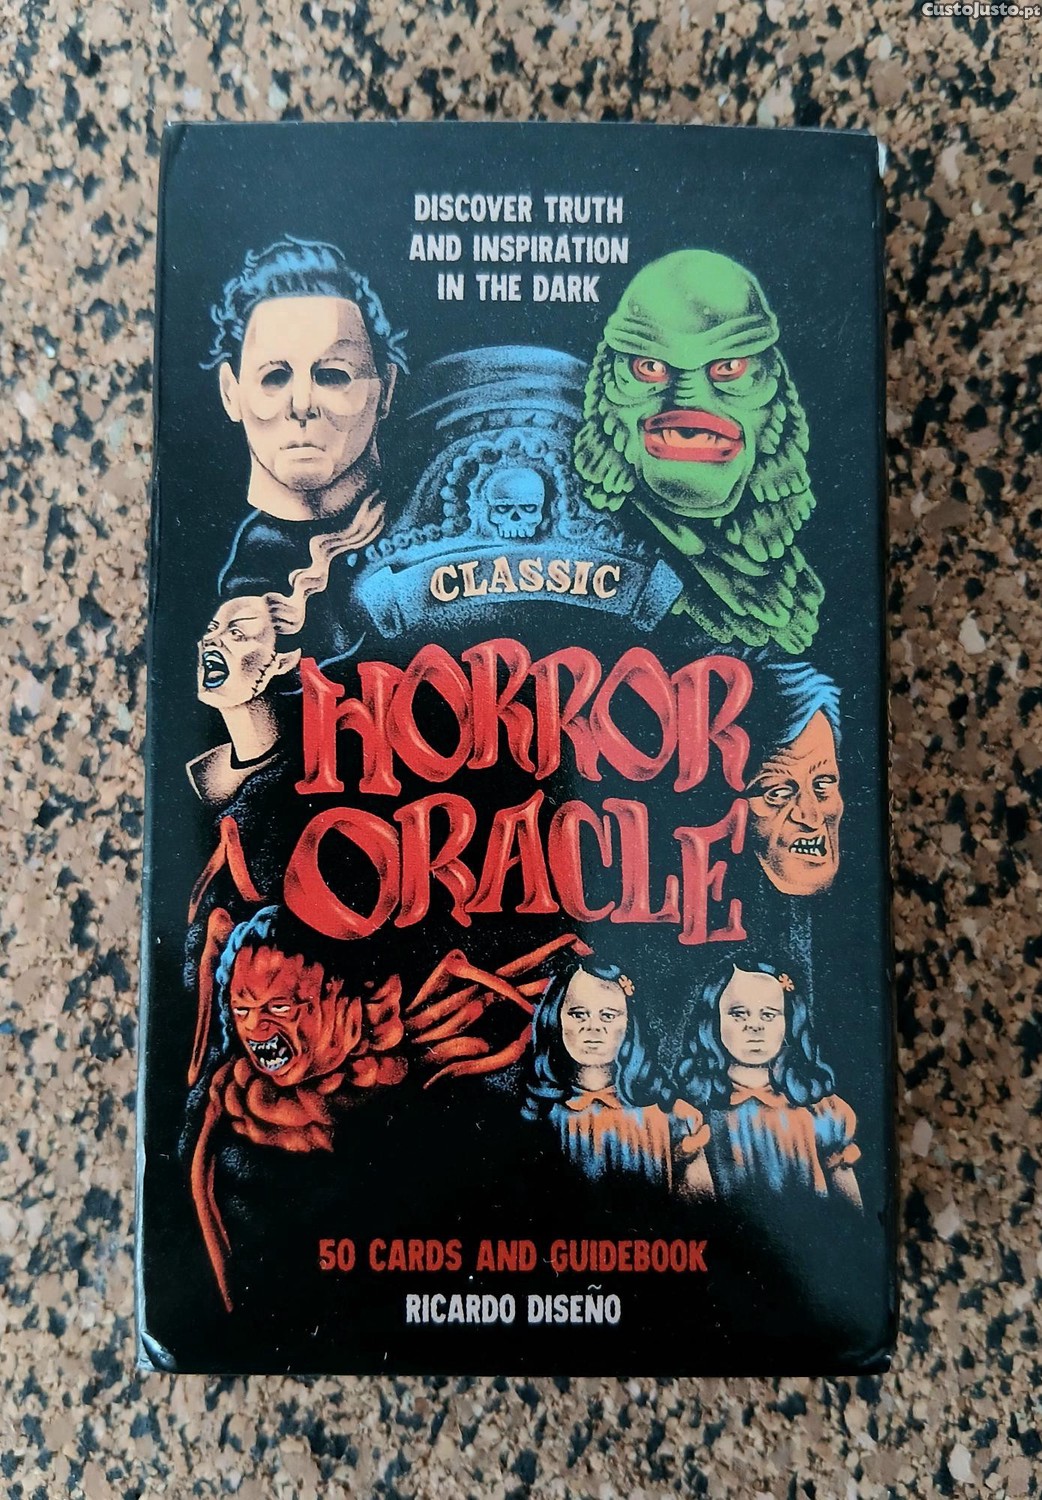 CustoJusto.pt
DISCOVER TRUTH
AND INSPIRATION
IN THE DARK
CLASSIC
HORROR
ORACLE
50 CARDS AND GUIDEBOOK
RICARDO DISEÑO